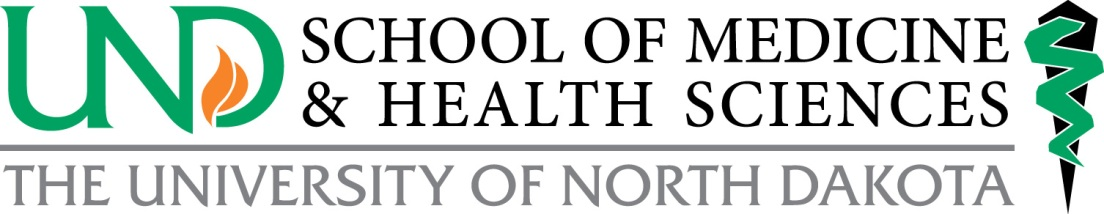 UND SCHOOL OF MEDICINE
& HEALTH SCIENCES
THE UNIVERSITY OF NORTH DAKOTA